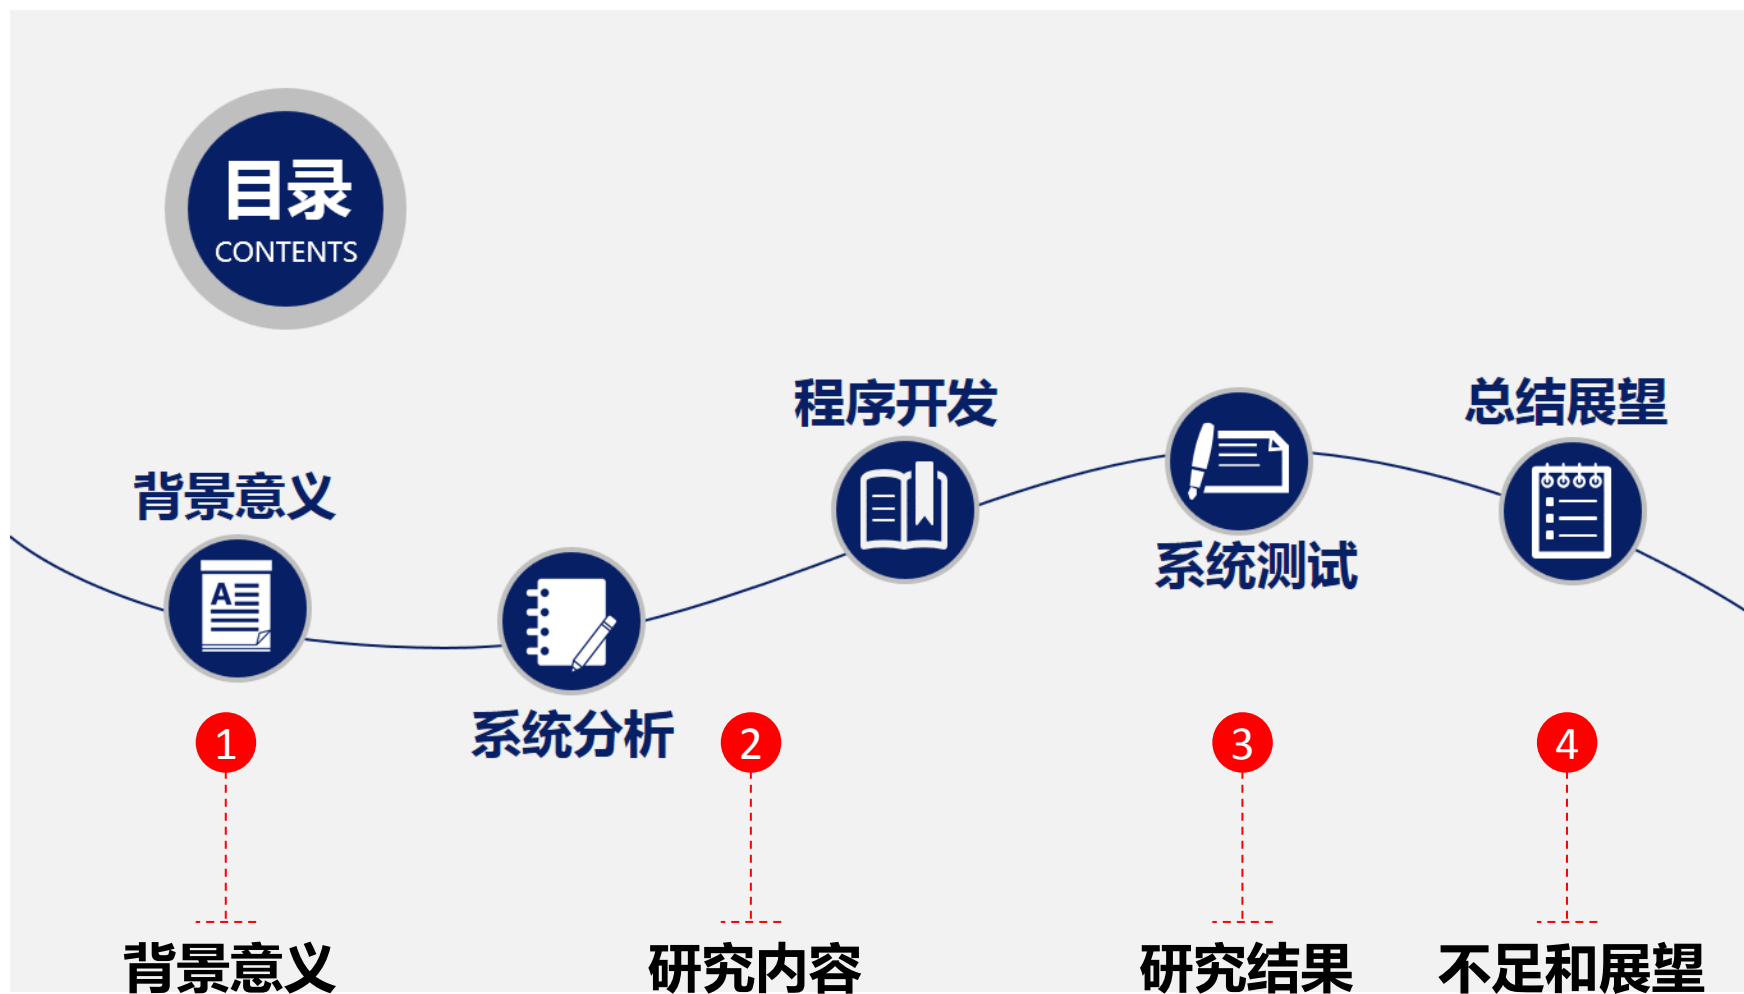 目录
CONTENTS
背景意义
系统分析
程序开发
系统测试
总结展望
1
2
3
4
背景意义
研究内容
研究结果
不足和展望